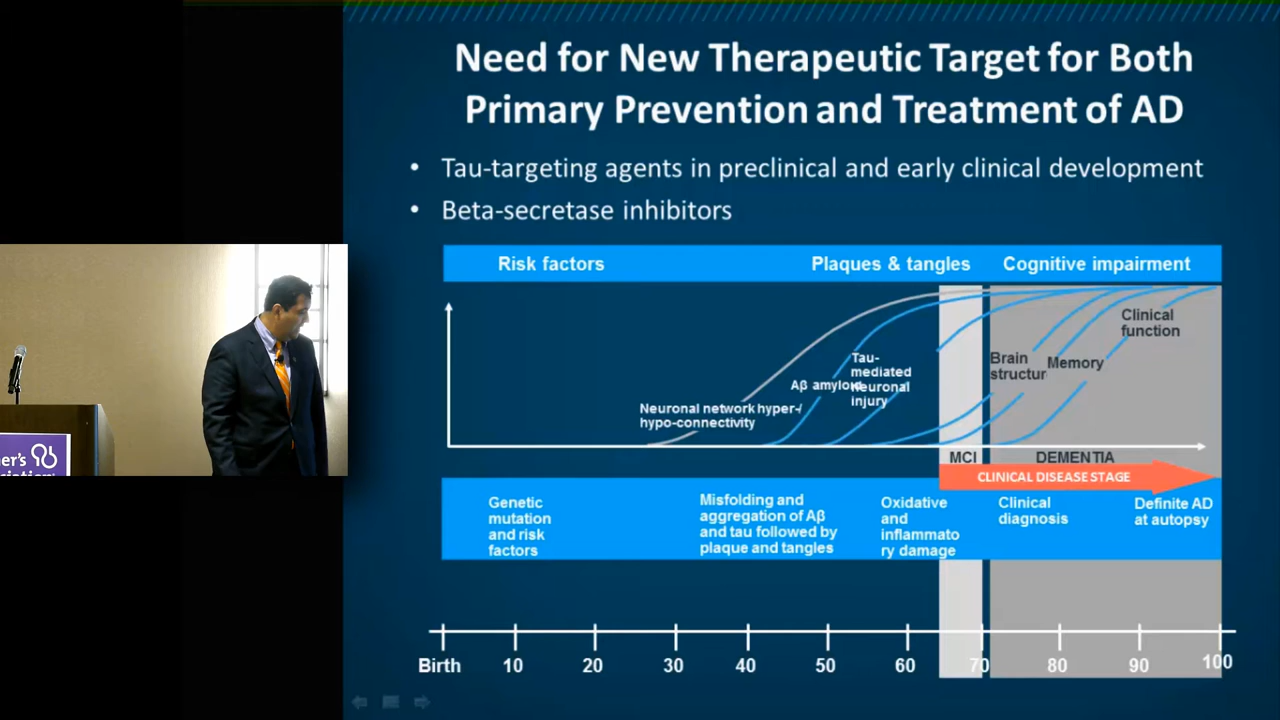 Need for New Therapeutic Target for Both
Primary Prevention and Treatment of AD
• Tau-targeting agents in preclinical and early clinical development
• Beta-secretase inhibitors
Risk factors
Plaques & tangles
Cognitive impairment
Clinical
function
Tau-
mediated
neuronal
injury
Brain
structur
Memory
Aβ amyloid
Neuronal network hyper-/
hypo-connectivity
MCI
DEMENTIA
CLINICAL DISEASE STAGE
Genetic
mutation
and risk
factors
Misfolding and
aggregation of Aβ
and tau followed by
plaque and tangles
Oxidative
and
inflammato
ry damage
Clinical
diagnosis
Definite AD
at autopsy
Birth 10 20 30 40 50 60 70 80 90 100
er's